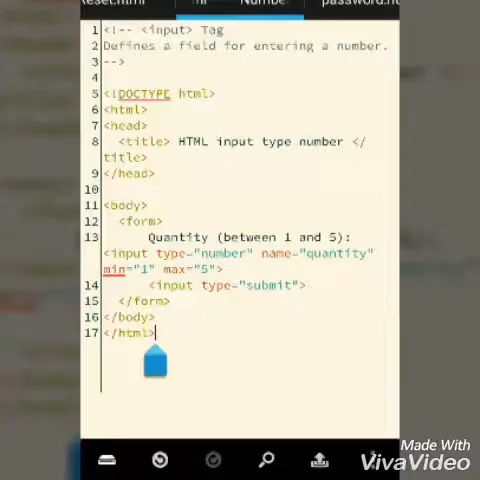 eset.html Numbe password.ht
1 <!-- <input> Tag
2 Defines a field for entering a number.
3 -->
4
5 <!DOCTYPE html>
6 <html>
7 <head>
8 <title> HTML input type number </
title>
9 </head>
10
11 <body>
12 <form>
13 Quantity (between 1 and 5):
<input type="number" name="quantity"
min="1" max="5">
14 <input type="submit">
15 </form>
16 </body>
17 </html>
Made With
VivaVideo